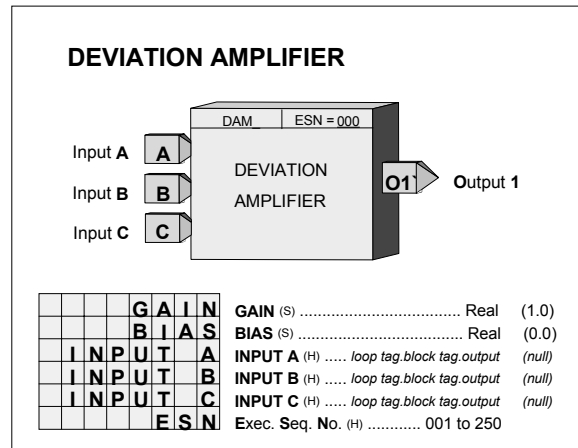 DEVIATION AMPLIFIER
DAM_ ESN = 000
Input A A
DEVIATION
AMPLIFIER
Input B B
O1` Output 1
Input C C
GAIN GAIN (S) .................................... Real (1.0)
BIAS BIAS (S) ...................................... Real (0.0)
INPUT A INPUT A (H) ..... loop tag.block tag.output (null)
INPUT B INPUT B (H) ..... loop tag.block tag.output (null)
INPUT C INPUT C (H) ..... loop tag.block tag.output (null)
ESN Exec. Seq. No. (H) ............ 001 to 250